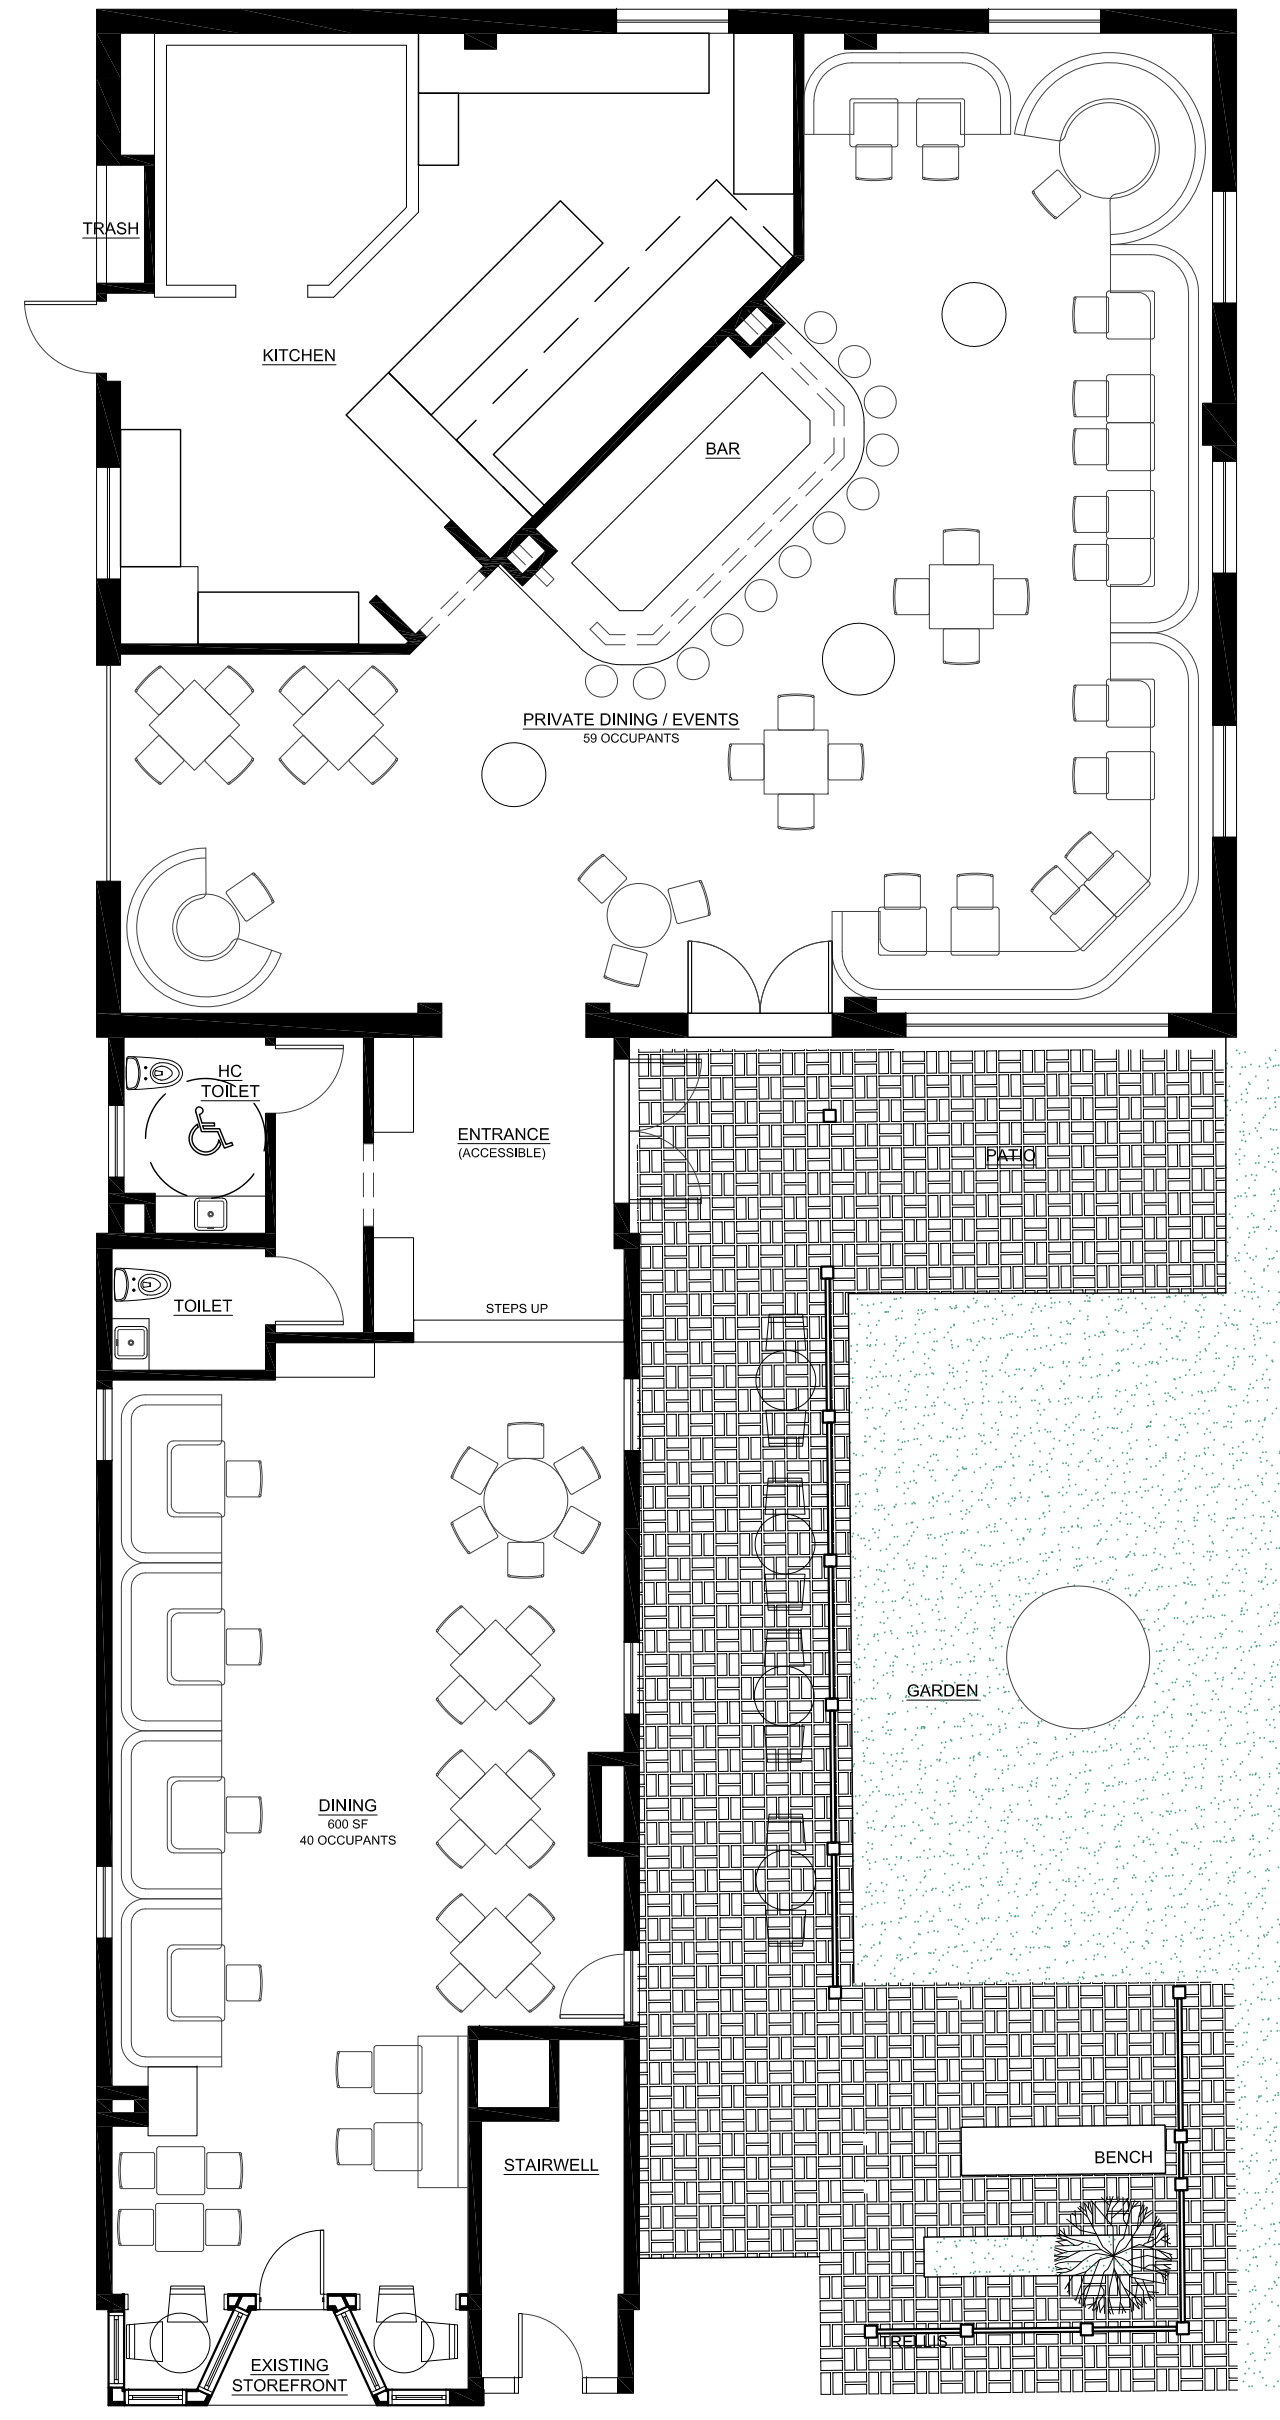 TRASH
KITCHEN
BAR
PRIVATE DINING / EVENTS
59 OCCUPANTS
HC
TOILET
ENTRANCE
(ACCESSIBLE)
PATIO
TOILET
STEPS UP
GARDEN
DINING
600 SF
40 OCCUPANTS
BENCH
STAIRWELL
TRELLIS
EXISTING
STOREFRONT